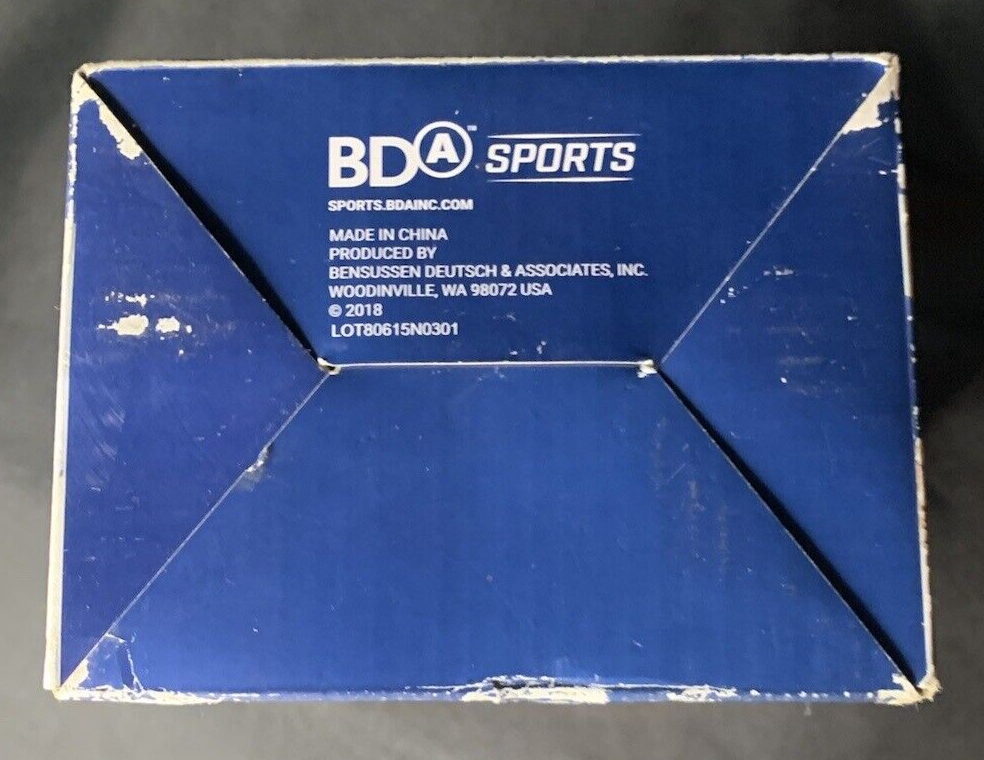 BDA™ SPORTS
SPORTS.BDAINC.COM
MADE IN CHINA
PRODUCED BY
BENSUSSEN DEUTSCH & ASSOCIATES, INC.
WOODINVILLE, WA 98072 USA
© 2018
LOT80615N0301